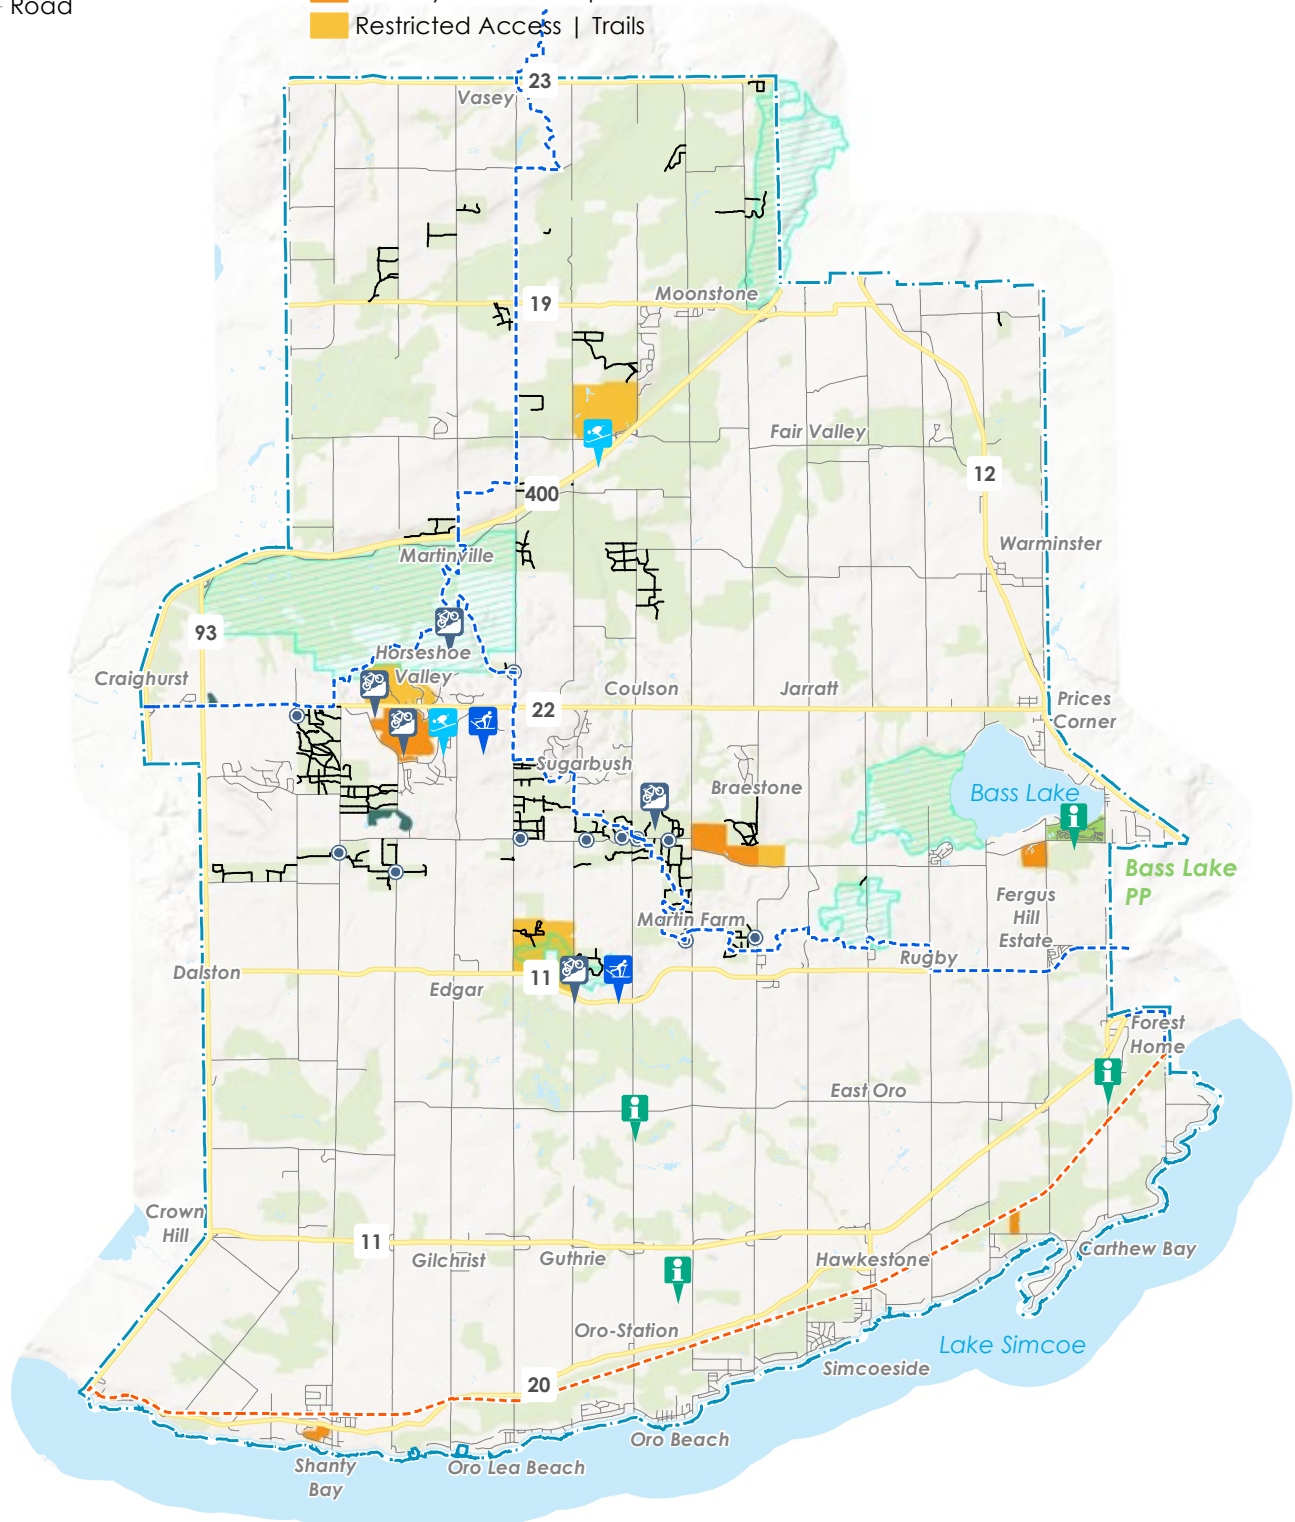 Road
Restricted Access | Trails
23
Vasey
19
Moonstone
Fair Valley
12
400
Martinville
Warminster
93
Horseshoe
Valley
Craighurst
Coulson
Jarratt
Prices
Corner
22
Sugarbush
Braestone
Bass Lake
Bass Lake
PP
Fergus
Hill
Estate
Martin Farm
Rugby
Dalston
11
Edgar
Forest
Home
East Oro
Crown
Hill
11
Gilchrist
Guthrie
Hawkestone
Carthew Bay
Oro-Station
Lake Simcoe
Simcoeside
20
Oro Beach
Shanty
Bay
Oro Lea Beach